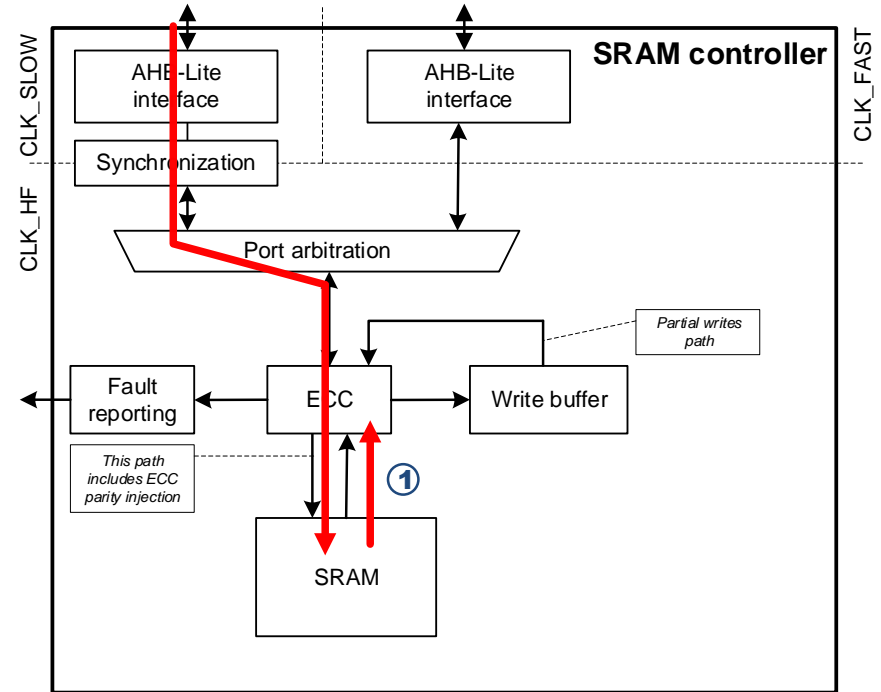 SRAM controller
CLK_SLOW
CLK_FAST
AHB-Lite
interface
AHB-Lite
interface
Synchronization
CLK_HF
Port arbitration
Partial writes
path
Fault
reporting
ECC
Write buffer
This path
includes ECC
parity injection
1
SRAM